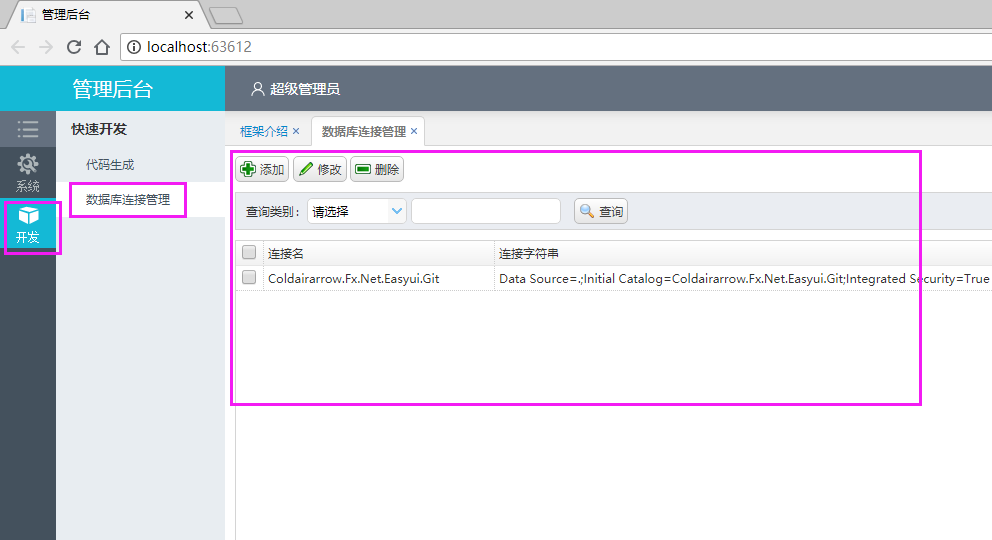 管理后台
localhost:63612
管理后台
超级管理员
快速开发
框架介绍 ×
数据库连接管理 ×
代码生成
添加
修改
删除
系统
数据库连接管理
查询类别:
请选择
查询
开发
连接名
连接字符串
Coldairarrow.Fx.Net.Easyui.Git
Data Source=.;Initial Catalog=Coldairarrow.Fx.Net.Easyui.Git;Integrated Security=True